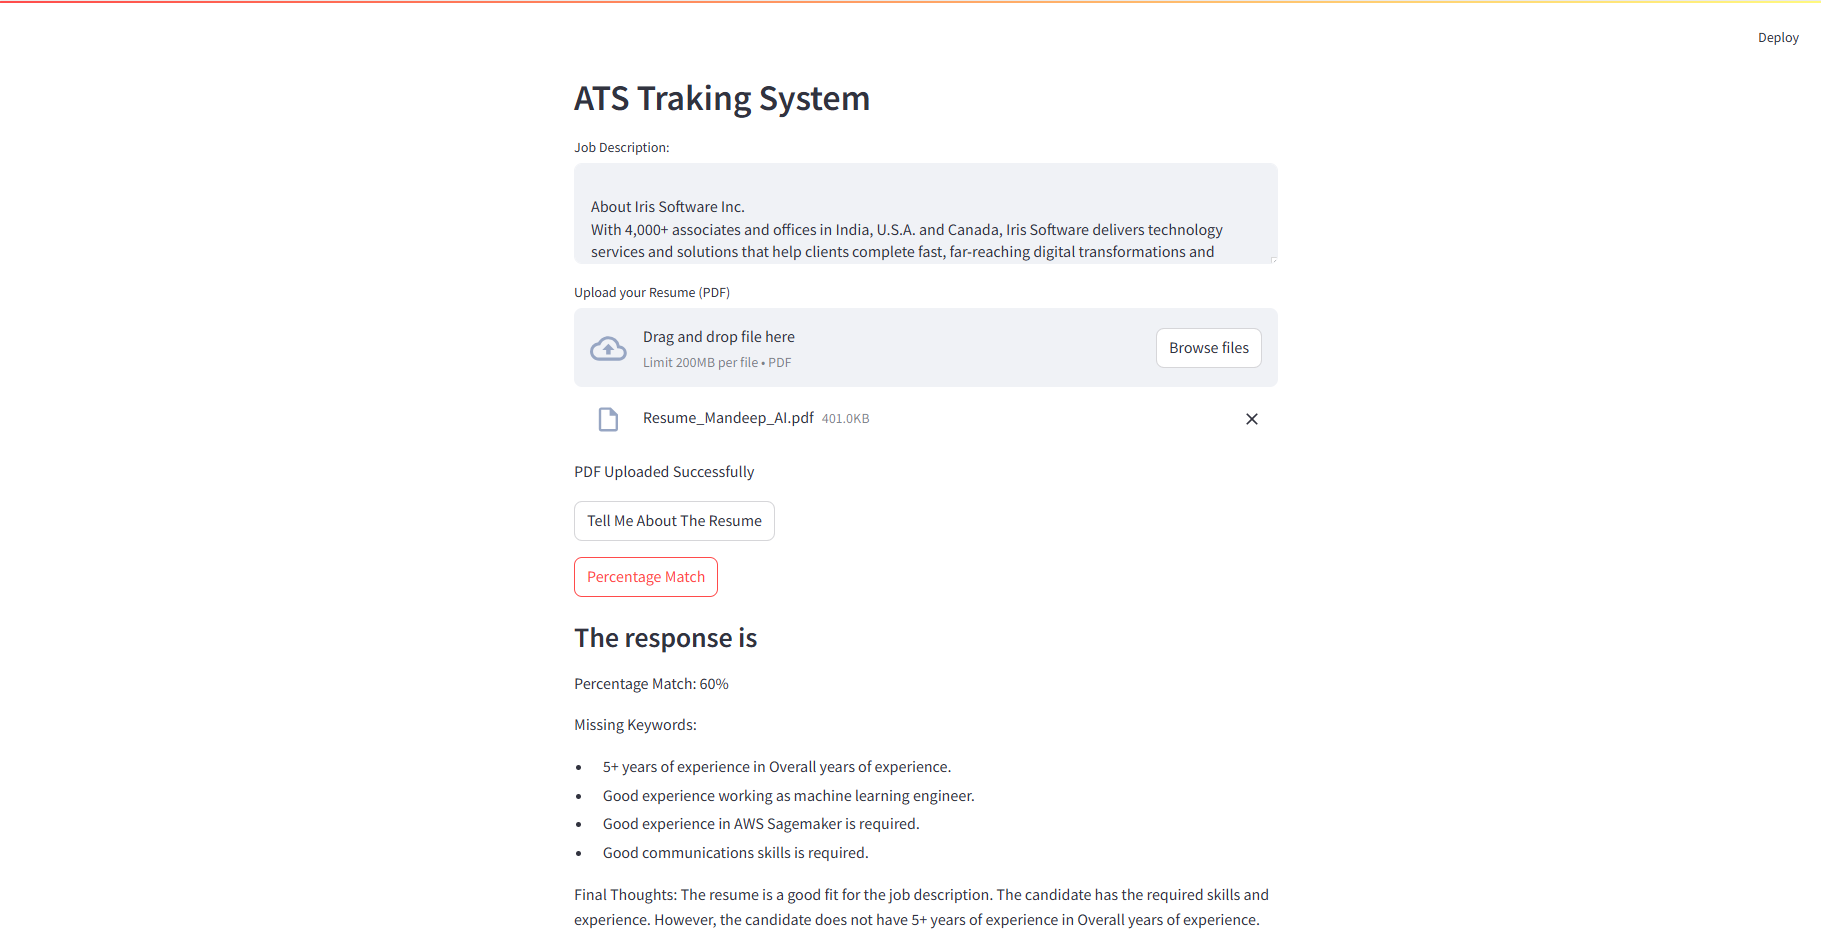 Deploy
ATS Traking System
Job Description:
About Iris Software Inc.
With 4,000+ associates and offices in India, U.S.A. and Canada, Iris Software delivers technology
services and solutions that help clients complete fast, far-reaching digital transformations and
Upload your Resume (PDF)
Drag and drop file here
Limit 200MB per file • PDF
Browse files
Resume_Mandeep_AI.pdf 401.0KB
PDF Uploaded Successfully
Tell Me About The Resume
Percentage Match
The response is
Percentage Match: 60%
Missing Keywords:
• 5+ years of experience in Overall years of experience.
• Good experience working as machine learning engineer.
• Good experience in AWS Sagemaker is required.
• Good communications skills is required.
Final Thoughts: The resume is a good fit for the job description. The candidate has the required skills and
experience. However, the candidate does not have 5+ years of experience in Overall years of experience.